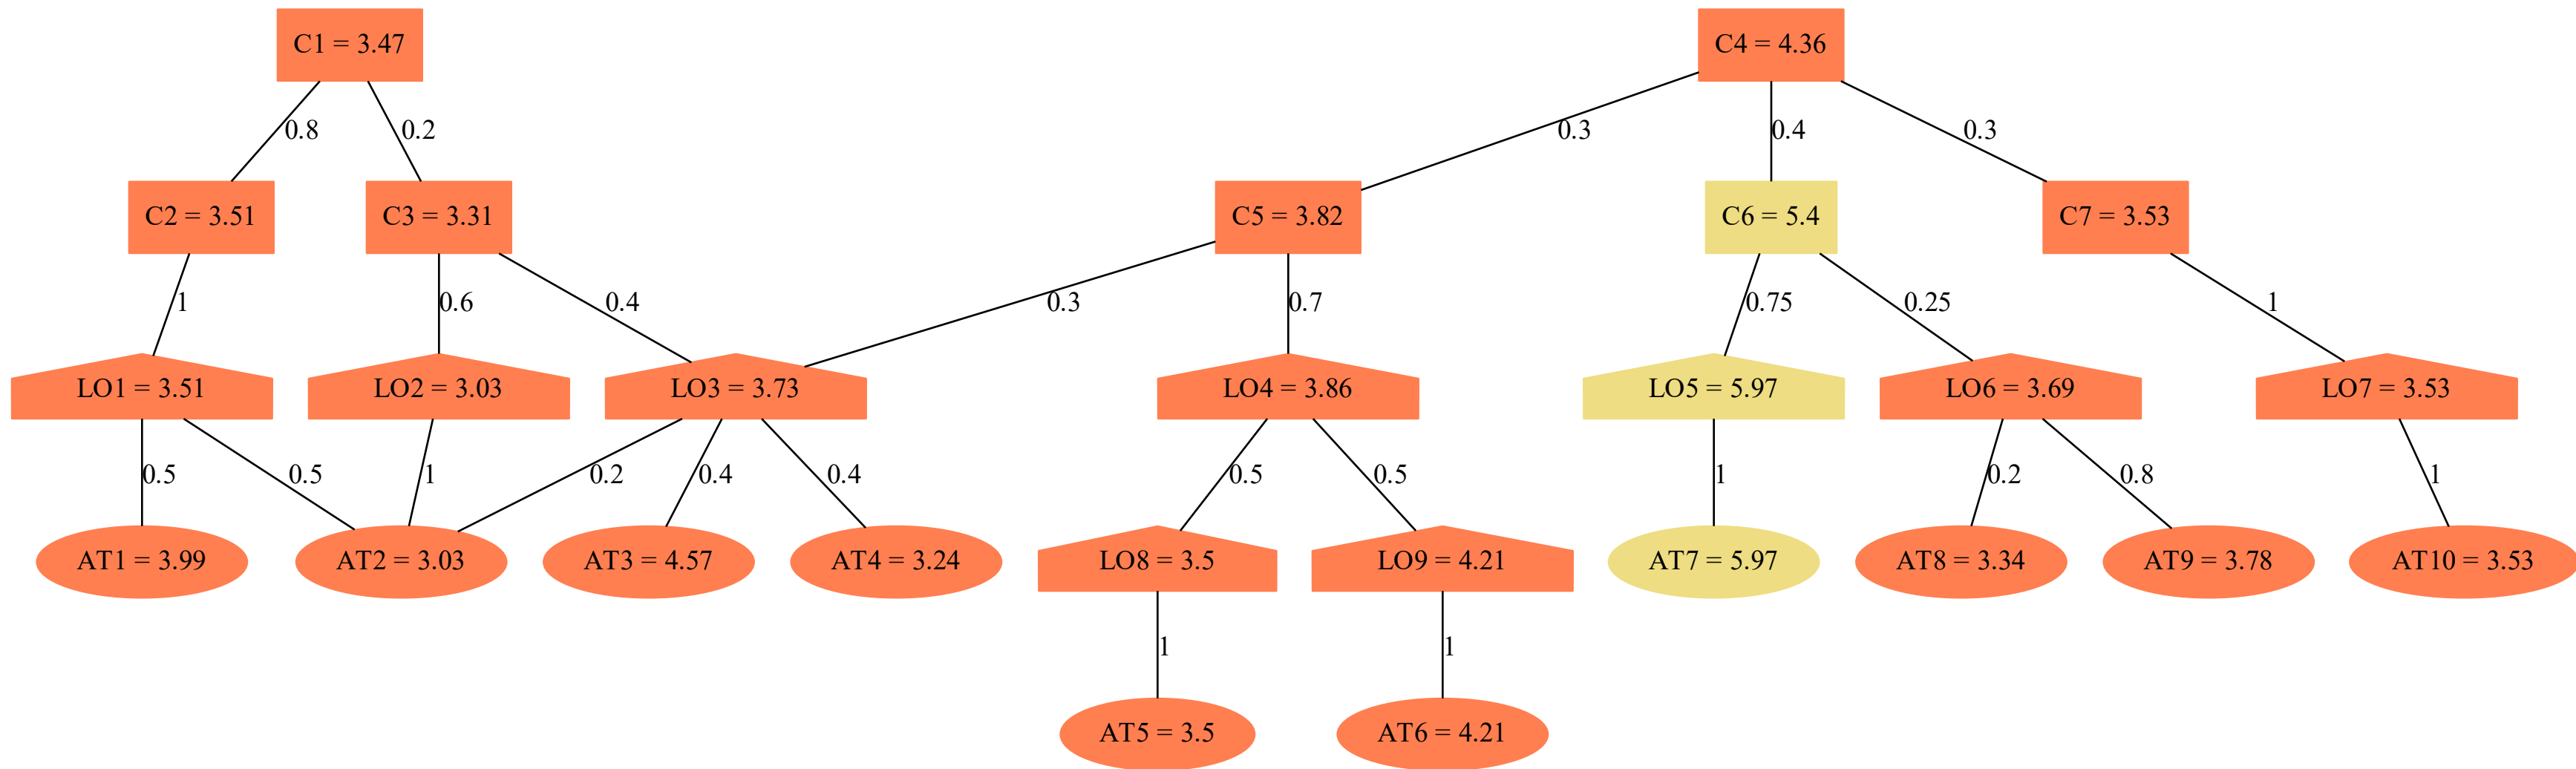 C1 = 3.47
C4 = 4.36
0.8
0.2
0.3
0.4
0.3
C2 = 3.51
C3 = 3.31
C5 = 3.82
C6 = 5.4
C7 = 3.53
1
0.6
0.4
0.3
0.7
0.75
0.25
1
LO1 = 3.51
LO2 = 3.03
LO3 = 3.73
LO4 = 3.86
LO5 = 5.97
LO6 = 3.69
LO7 = 3.53
0.5
0.5
1
0.2
0.4
0.4
0.5
0.5
1
0.2
0.8
1
AT1 = 3.99
AT2 = 3.03
AT3 = 4.57
AT4 = 3.24
LO8 = 3.5
LO9 = 4.21
AT7 = 5.97
AT8 = 3.34
AT9 = 3.78
AT10 = 3.53
1
1
AT5 = 3.5
AT6 = 4.21